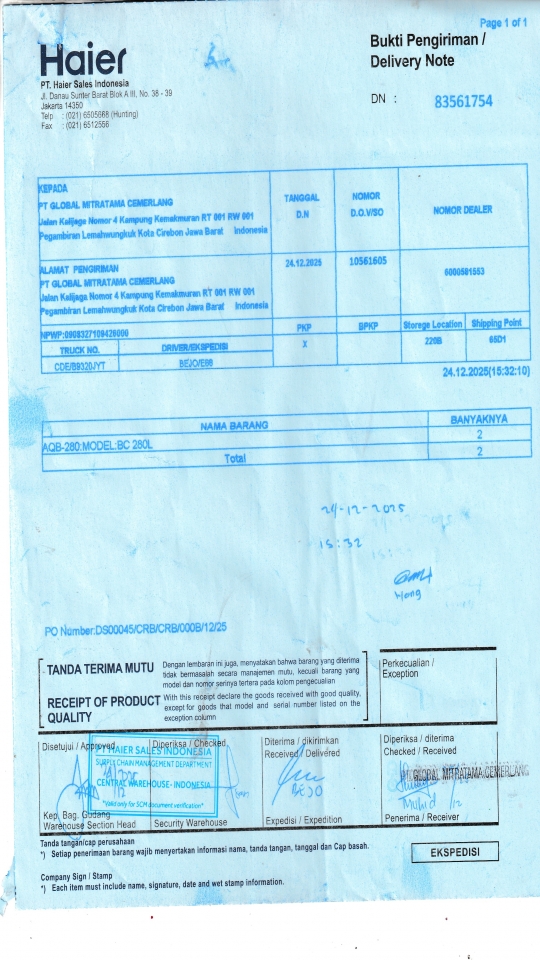 Page 1 of 1
Haier
Bukti Pengiriman /
Delivery Note
PT. Haier Sales Indonesia
Jl. Danau Sunter Barat Blok A III, No. 38 - 39
Jakarta 14350
Telp : (021) 6505668 (Hunting)
Fax : (021) 6512556
DN : 83561754
KEPADA
PT GLOBAL MITRATAMA CEMERLANG
Jalan Kalijaga Nomor 4 Kampung Kemakmuran RT 001 RW 001
Pegambiran Lemahwungkuk Kota Cirebon Jawa Barat Indonesia
TANGGAL
D.N
NOMOR
D.O.V/SO
NOMOR DEALER
ALAMAT PENGIRIMAN
PT GLOBAL MITRATAMA CEMERLANG
Jalan Kalijaga Nomor 4 Kampung Kemakmuran RT 001 RW 001
Pegambiran Lemahwungkuk Kota Cirebon Jawa Barat Indonesia
24.12.2025
10561605
6000581553
NPWP:0908327109426000
PKP
BPKP
Storage Location
Shipping Point
TRUCK NO.
DRIVER/EKSPEDISI
X
220B
65D1
CDE/B9320JYT
BEJO/E60
24.12.2025(15:32:10)
NAMA BARANG
BANYAKNYA
AQB-280:MODEL:BC 280L
2
Total
2
24-12-2025
15:32
Wong
PO Number:DS00045/CRB/CRB/000B/12/25
TANDA TERIMA MUTU
Dengan lembaran ini juga, menyatakan bahwa barang yang diterima
tidak bermasalah secara manajemen mutu, kecuali barang yang
model dan nomor serinya tertera pada kolom pengecualian
RECEIPT OF PRODUCT
QUALITY
With this receipt declare the goods received with good quality,
except for goods that model and serial number listed on the
exception column
Perkecualian /
Exception
Disetujui / Approved
Diperiksa / Checked
Diterima / dikirimkan
Received / Delivered
Diperiksa / diterima
Checked / Received
PT HAIER SALES INDONESIA
SUPPLY CHAIN MANAGEMENT DEPARTMENT
CENTRAL WAREHOUSE - INDONESIA
"Valid only for SCM document verification"
BEJO
PT. GLOBAL MITRATAMA CEMERLANG
12
Kep. Bag. Gudang
Warehouse Section Head
Security Warehouse
Expedisi / Expedition
Penerima / Receiver
Tanda tangan/cap perusahaan
*) Setiap penerimaan barang wajib menyertakan informasi nama, tanda tangan, tanggal dan Cap basah.
EKSPEDISI
Company Sign / Stamp
*) Each item must include name, signature, date and wet stamp information.